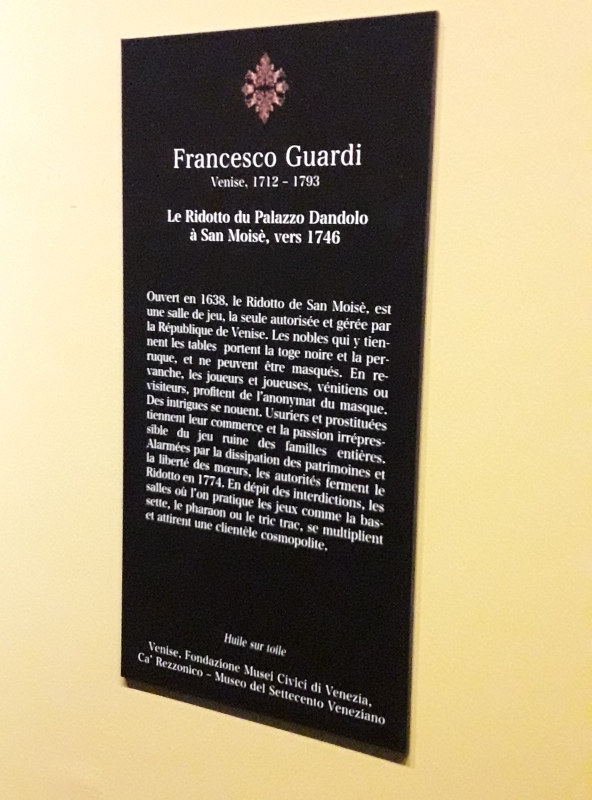 Francesco Guardi
Venise, 1712 – 1793
Le Ridotto du Palazzo Dandolo
à San Moisè, vers 1746
Ouvert en 1638, le Ridotto de San Moisè, est
une salle de jeu, la seule autorisée et gérée par
la République de Venise. Les nobles qui y tien-
nent les tables portent la toge noire et la per-
ruque, et ne peuvent être masqués. En re-
vanche, les joueurs et joueuses, vénitiens ou
visiteurs, profitent de l'anonymat du masque.
Des intrigues se nouent. Usuriers et prostituées
tiennent leur commerce et la passion irrépres-
sible du jeu ruine des familles entières.
Alarmées par la dissipation des patrimoines et
la liberté des mœurs, les autorités ferment le
Ridotto en 1774. En dépit des interdictions, les
salles où l'on pratique les jeux comme la bas-
sette, le pharaon ou le tric trac, se multiplient
et attirent une clientèle cosmopolite.
Huile sur toile
Venise, Fondazione Musei Civici di Venezia,
Ca' Rezzonico – Museo del Settecento Veneziano